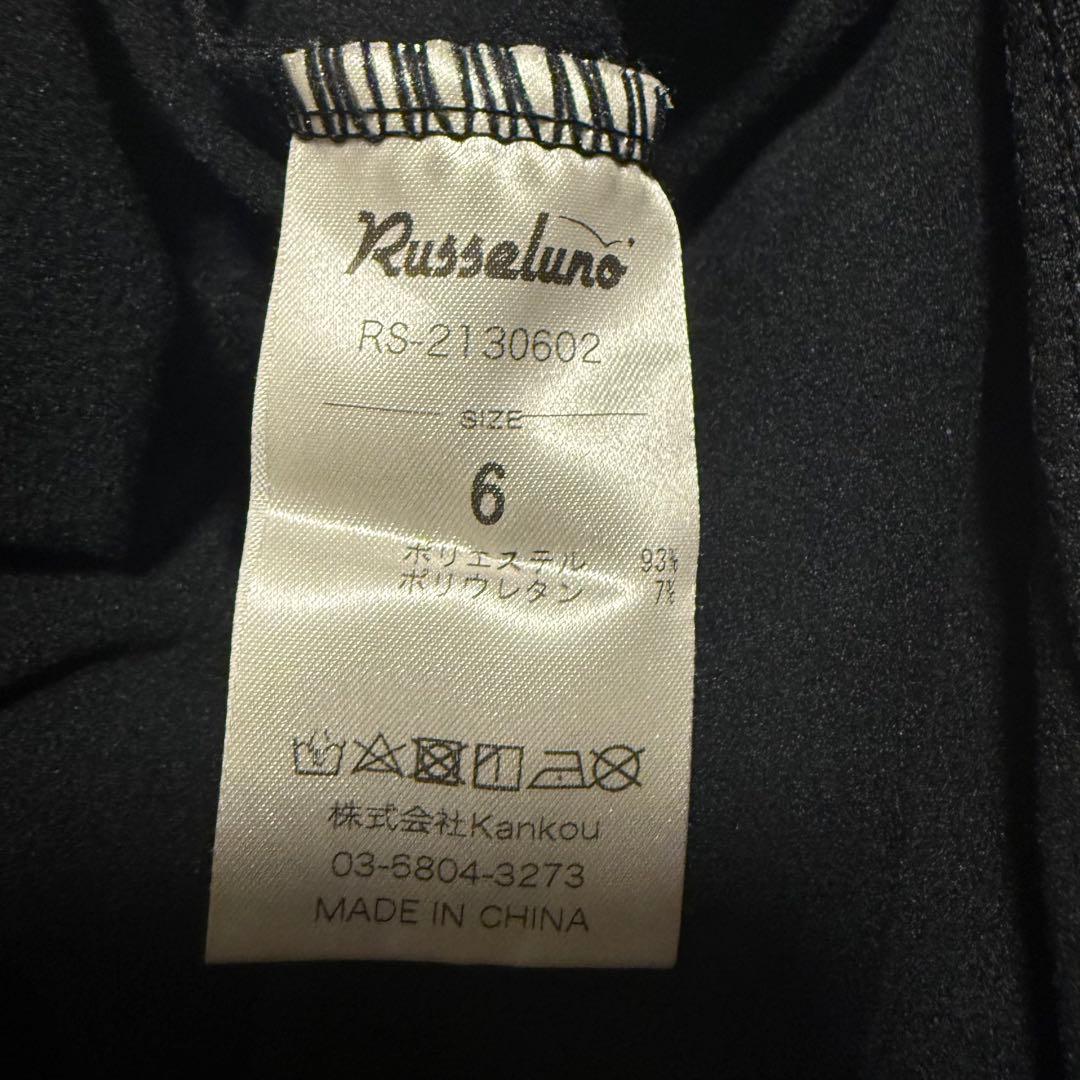 Russeluno
RS-2130602
SIZE
6
ポリエステル 93%
ポリウレタン 7%
株式会社Kankou
03-6804-3273
MADE IN CHINA